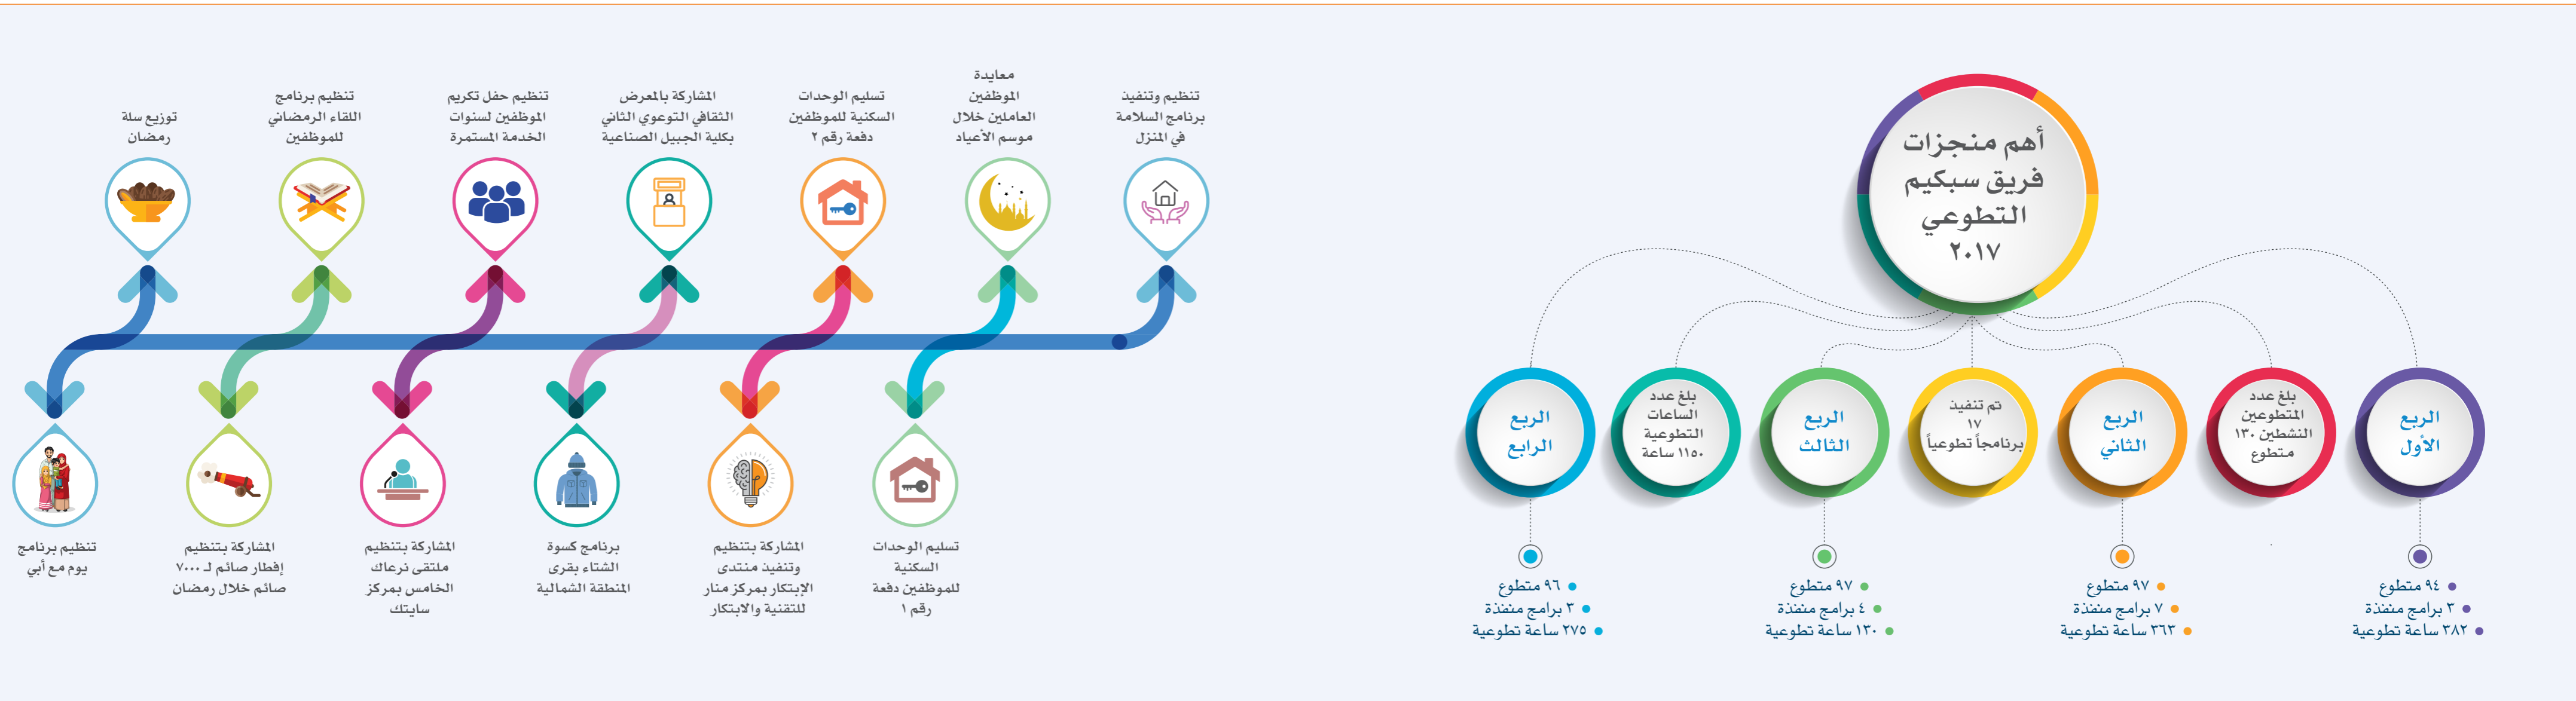 أهم منجزات
فريق سبكيم
التطوعي
٢٠١٧
الربع
الأول
بلغ عدد
المتطوعين
النشطين ١٣٠
متطوع
الربع
الثاني
تم تنفيذ
١٧
برنامجاً تطوعياً
الربع
الثالث
بلغ عدد
الساعات
التطوعية
١١٥٠ ساعة
الربع
الرابع
٩٤ متطوع
٣ برامج منفذة
٣٨٢ ساعة تطوعية
٩٧ متطوع
٧ برامج منفذة
٣٦٣ ساعة تطوعية
٩٧ متطوع
٤ برامج منفذة
١٣٠ ساعة تطوعية
٩٦ متطوع
٣ برامج منفذة
٢٧٥ ساعة تطوعية
تنظيم وتنفيذ
برنامج السلامة
في المنزل
معايدة
الموظفين
العاملين خلال
موسم الأعياد
تسليم الوحدات
السكنية للموظفين
دفعة رقم ٢
المشاركة بالمعرض
الثقافي التوعوي الثاني
بكلية الجبيل الصناعية
تنظيم حفل تكريم
الموظفين لسنوات
الخدمة المستمرة
تنظيم برنامج
اللقاء الرمضاني
للموظفين
توزيع سلة
رمضان
تسليم الوحدات
السكنية
للموظفين دفعة
رقم ١
المشاركة بتنظيم
وتنفيذ منتدى
الإبتكار بمركز منار
للتقنية والابتكار
برنامج كسوة
الشتاء بقرى
المنطقة الشمالية
المشاركة بتنظيم
ملتقى نرعاك
الخامس بمركز
سايتك
المشاركة بتنظيم
إفطار صائم لـ ٧٠٠٠
صائم خلال رمضان
تنظيم برنامج
يوم مع أبي